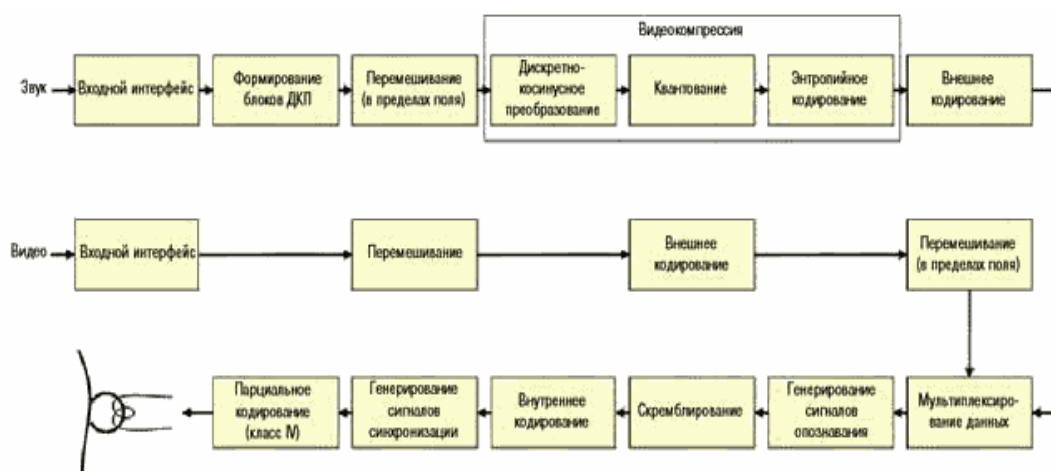 Видеокомпрессия
Звук
Входной интерфейс
Формирование
блоков ДКП
Перемешивание
(в пределах поля)
Дискретно-
косинусное
преобразование
Квантование
Энтропийное
кодирование
Внешнее
кодирование
Видео
Входной интерфейс
Перемешивание
Внешнее
кодирование
Перемешивание
(в пределах поля)
Парциальное
кодирование
(класс IV)
Генерирование
сигналов
синхронизации
Внутреннее
кодирование
Скремблирование
Генерирование
сигналов
опознавания
Мультиплексиро-
вание данных